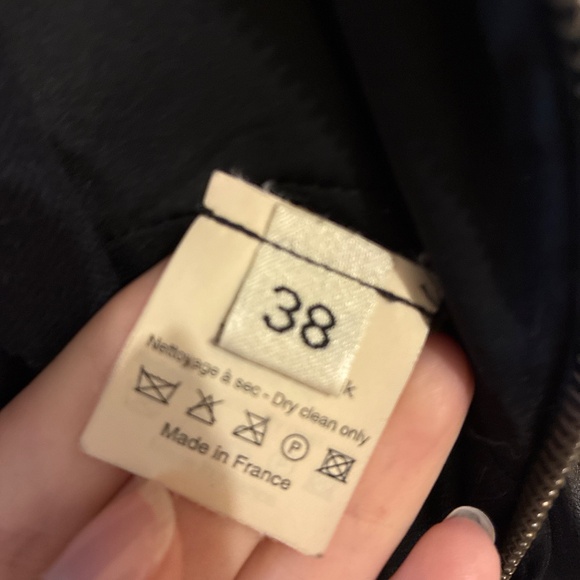 38
K
Nettoyage à sec - Dry clean only
P
Made in France